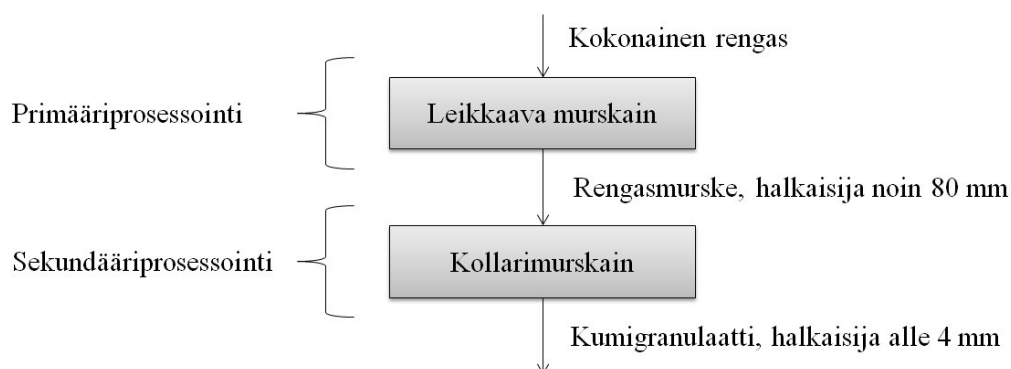 Kokonainen rengas
Primääriprosessointi
Leikkaava murskain
Rengasmurske, halkaisija noin 80 mm
Sekundääriprosessointi
Kollarimurskain
Kumigranulaatti, halkaisija alle 4 mm